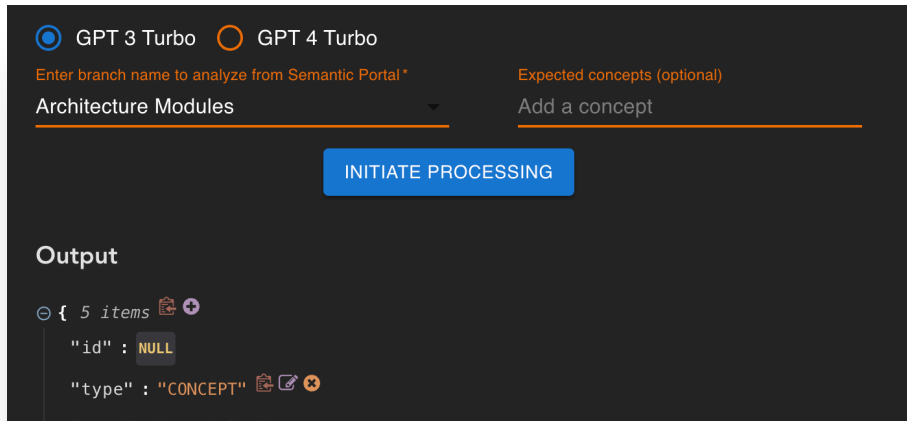 GPT 3 Turbo GPT 4 Turbo
Enter branch name to analyze from Semantic Portal * Expected concepts (optional)
Architecture Modules Add a concept
INITIATE PROCESSING
Output
{ 5 items
"id" : NULL
"type" : "CONCEPT"